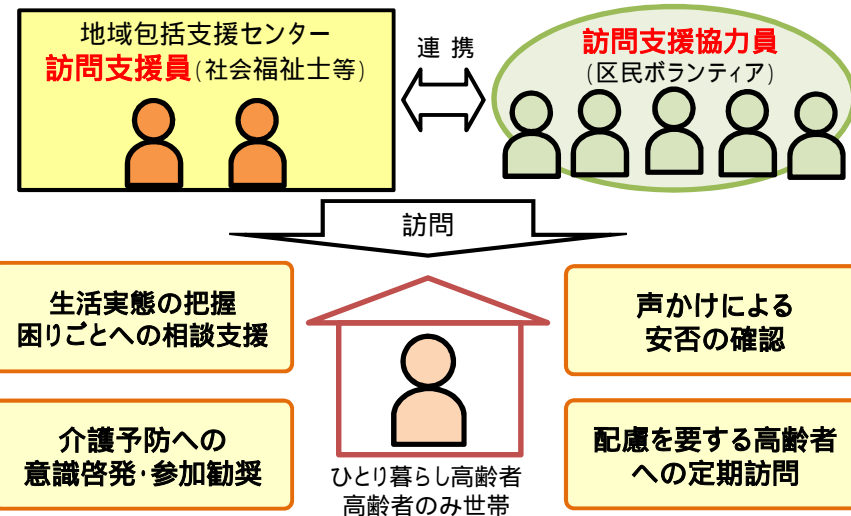 地域包括支援センター
訪問支援員(社会福祉士等)
連 携
訪問支援協力員
(区民ボランティア)
訪問
生活実態の把握
困りごとへの相談支援
声かけによる
安否の確認
介護予防への
意識啓発・参加勧奨
配慮を要する高齢者
への定期訪問
ひとり暮らし高齢者
高齢者のみ世帯